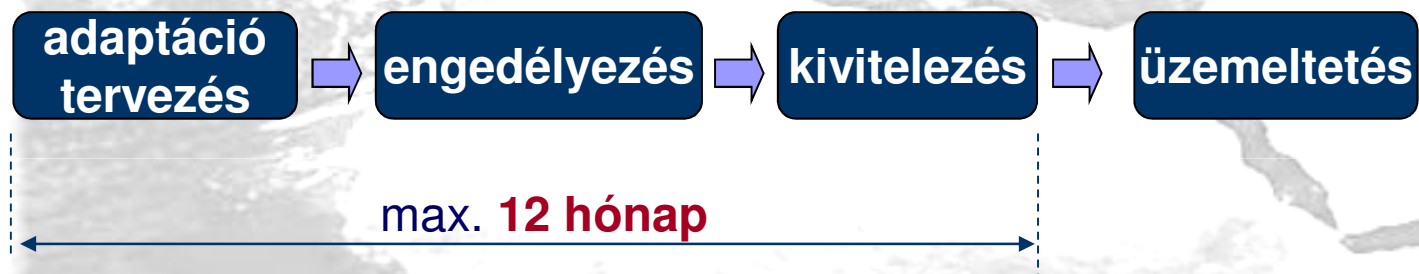 adaptáció
tervezés
engedélyezés
kivitelezés
üzemeltetés
max. 12 hónap